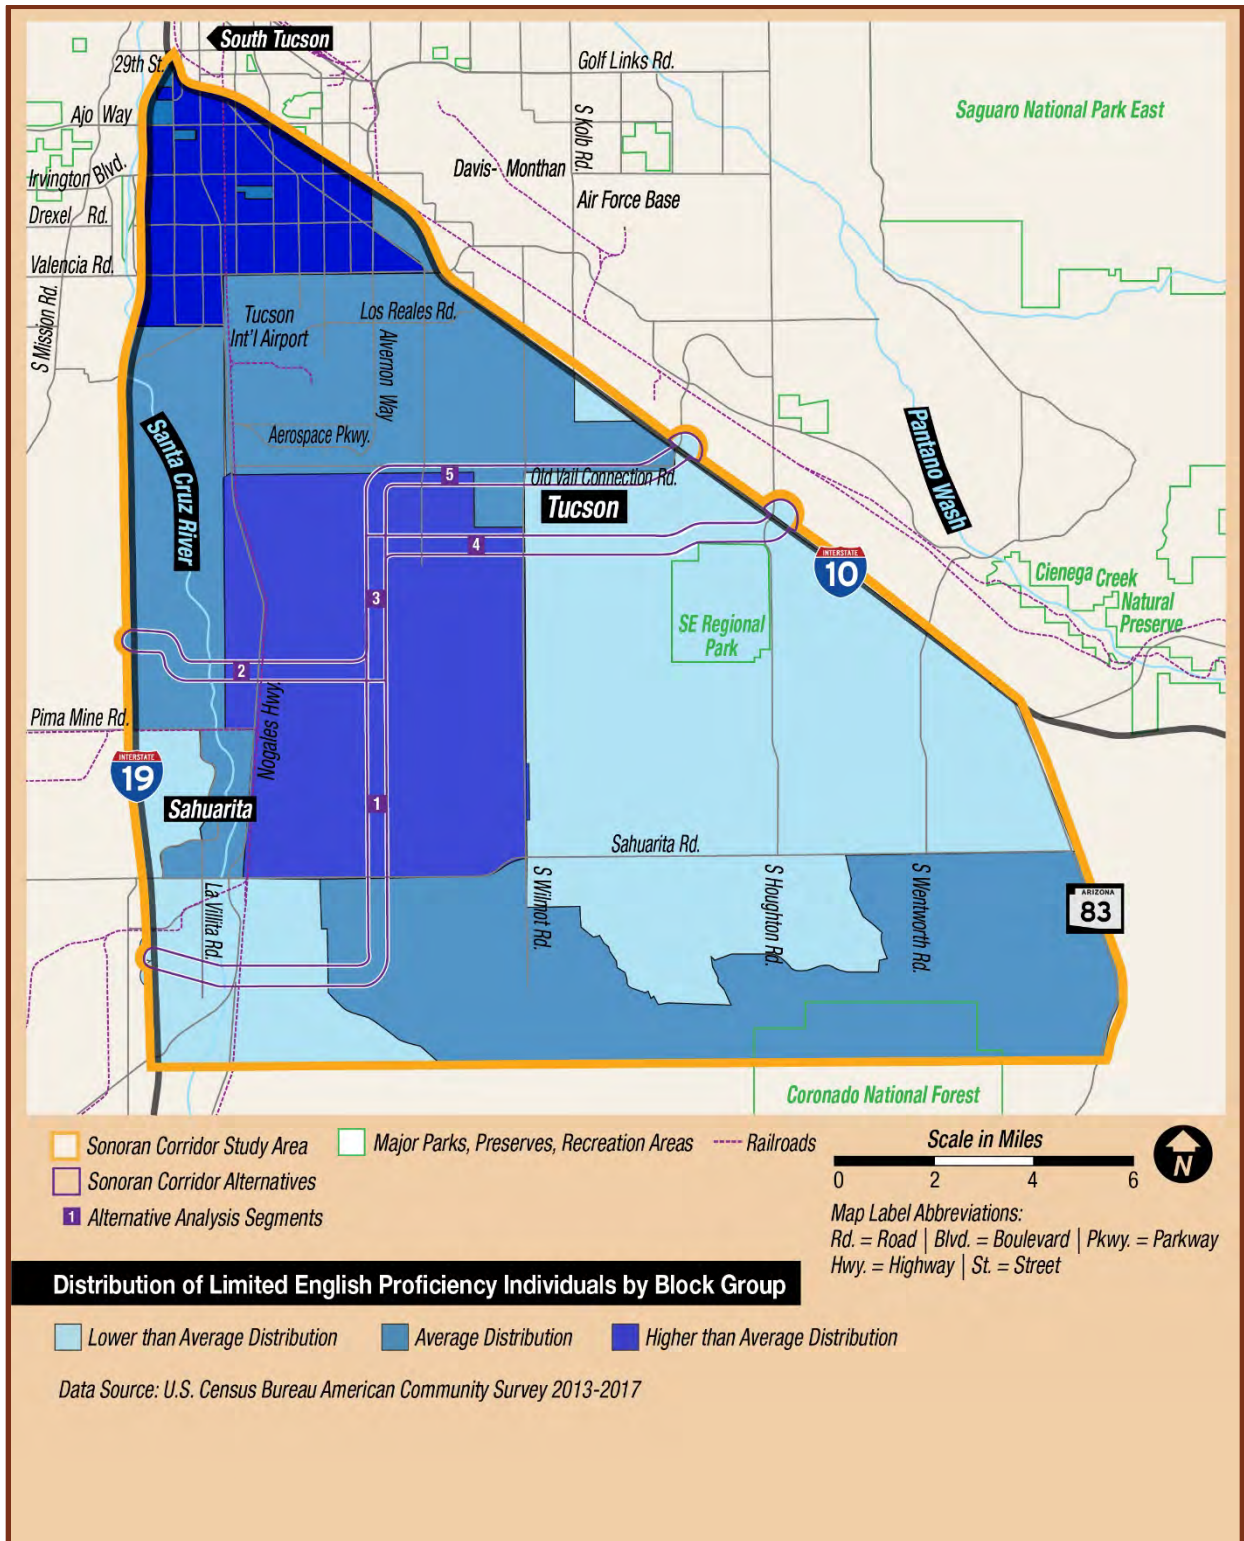 South Tucson
29th St.
Golf Links Rd.
Ajo Way
S Kolb Rd.
Saguaro National Park East
Irvington Blvd.
Davis- Monthan
Air Force Base
Drexel Rd.
Valencia Rd.
S Mission Rd.
Tucson
Int'l Airport
Los Reales Rd.
Alvernon Way
Aerospace Pkwy.
Santa Cruz River
Pantano Wash
5
Old Vail Connection Rd.
Tucson
4
INTERSTATE
10
3
Cienega Creek
Natural
Preserve
SE Regional
Park
2
Nogales Hwy.
Pima Mine Rd.
INTERSTATE
19
Sahuarita
1
Sahuarita Rd.
La Villita Rd.
S Wilmot Rd.
S Houghton Rd.
S Wentworth Rd.
ARIZONA
83
Coronado National Forest
Sonoran Corridor Study Area
Major Parks, Preserves, Recreation Areas
Railroads
Sonoran Corridor Alternatives
1 Alternative Analysis Segments
Scale in Miles
0 2 4 6
N
Map Label Abbreviations:
Rd. = Road | Blvd. = Boulevard | Pkwy. = Parkway
Hwy. = Highway | St. = Street
Distribution of Limited English Proficiency Individuals by Block Group
Lower than Average Distribution
Average Distribution
Higher than Average Distribution
Data Source: U.S. Census Bureau American Community Survey 2013-2017